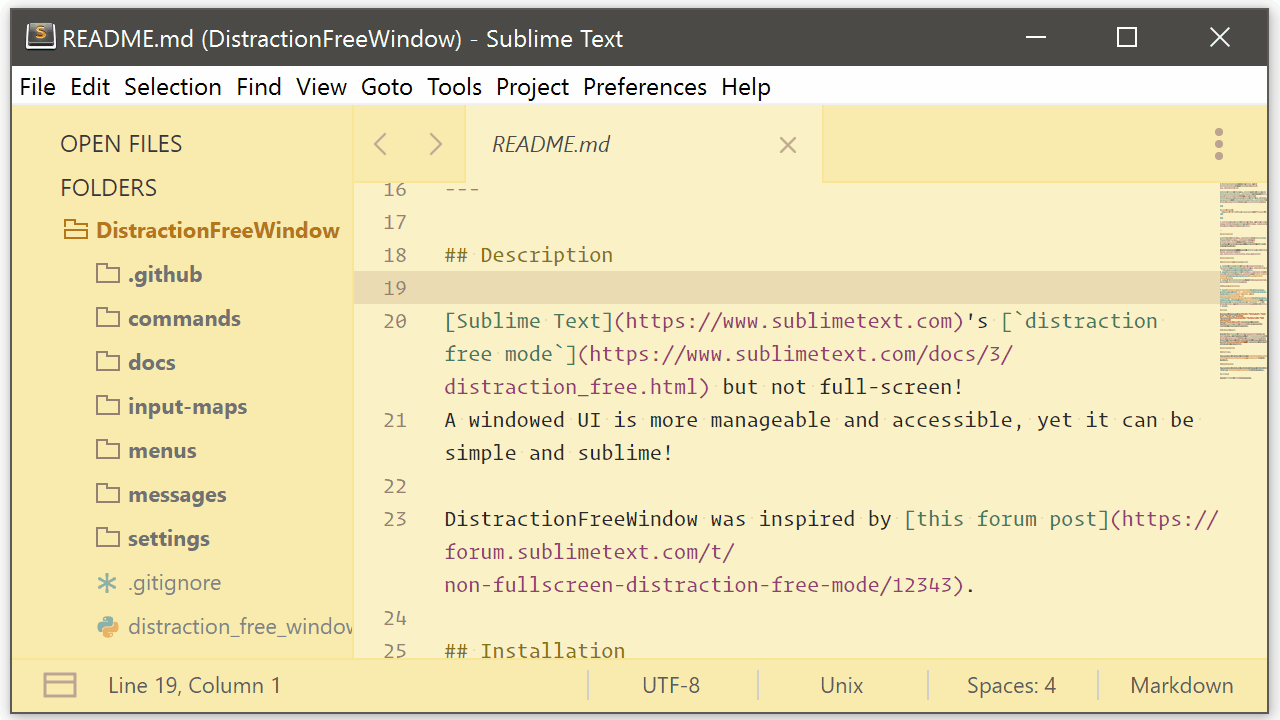 README.md (DistractionFreeWindow) - Sublime Text
File Edit Selection Find View Goto Tools Project Preferences Help
OPEN FILES
FOLDERS
DistractionFreeWindow
.github
commands
docs
input-maps
menus
messages
settings
.gitignore
distraction_free_window
README.md
16 ---
17
18 ## Description
19
20 [Sublime Text](https://www.sublimetext.com)'s [`distraction
free mode`](https://www.sublimetext.com/docs/3/
distraction_free.html) but not full-screen!
21 A windowed UI is more manageable and accessible, yet it can be
simple and sublime!
22
23 DistractionFreeWindow was inspired by [this forum post](https://
forum.sublimetext.com/t/
non-fullscreen-distraction-free-mode/12343).
24
25 ## Installation
Line 19, Column 1 UTF-8 Unix Spaces: 4 Markdown